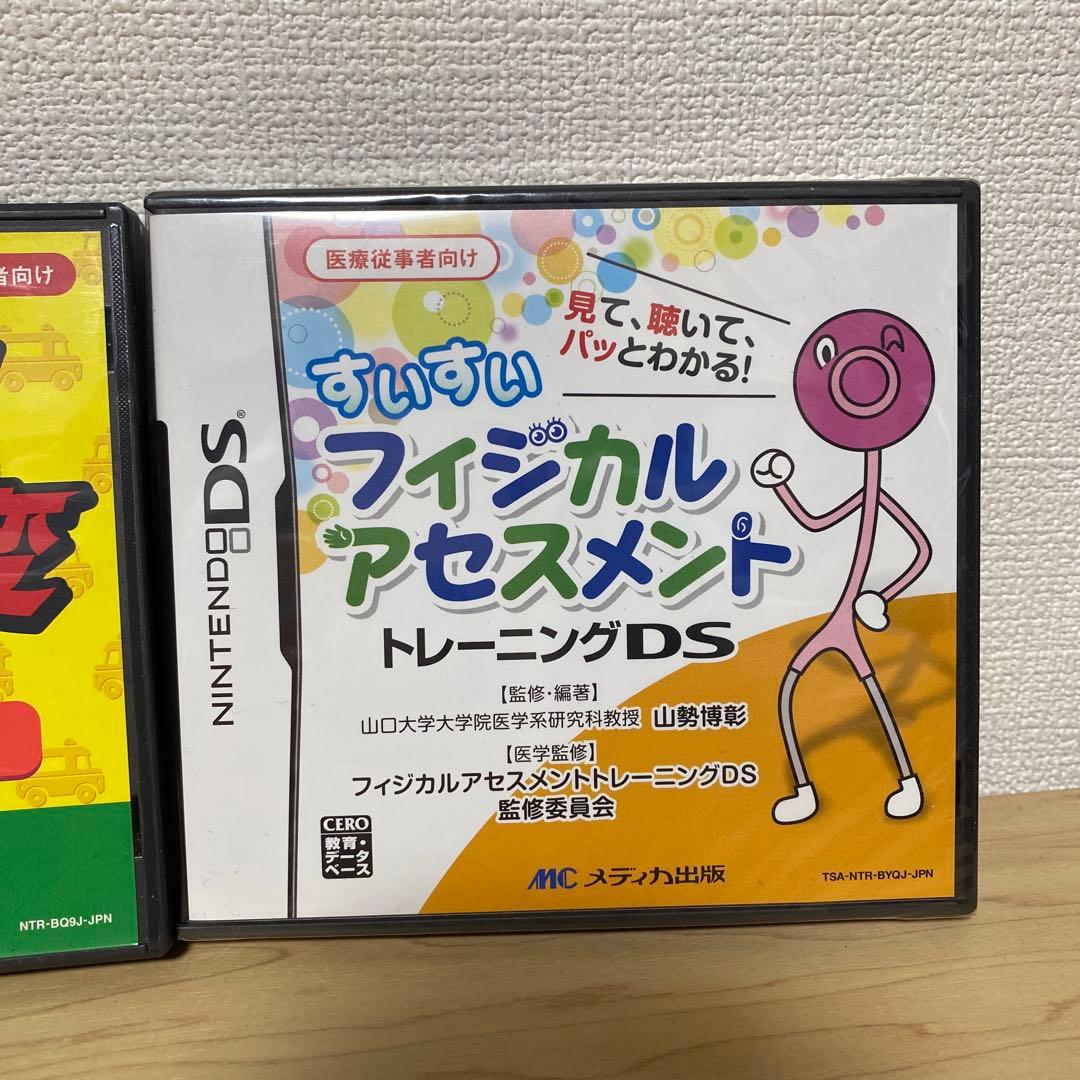 者向け
変
NTR-BQ9J-JPN
NINTENDO DS®
医療従事者向け
見て、聴いて、
パッとわかる!
すいすい
フィジカル
アセスメント
トレーニングDS
【監修・編著】
山口大学大学院医学系研究科教授 山勢博彰
【医学監修】
フィジカルアセスメントトレーニングDS
監修委員会
CERO
教育・
データ
ベース
MC メディカ出版
TSA-NTR-BYQJ-JPN